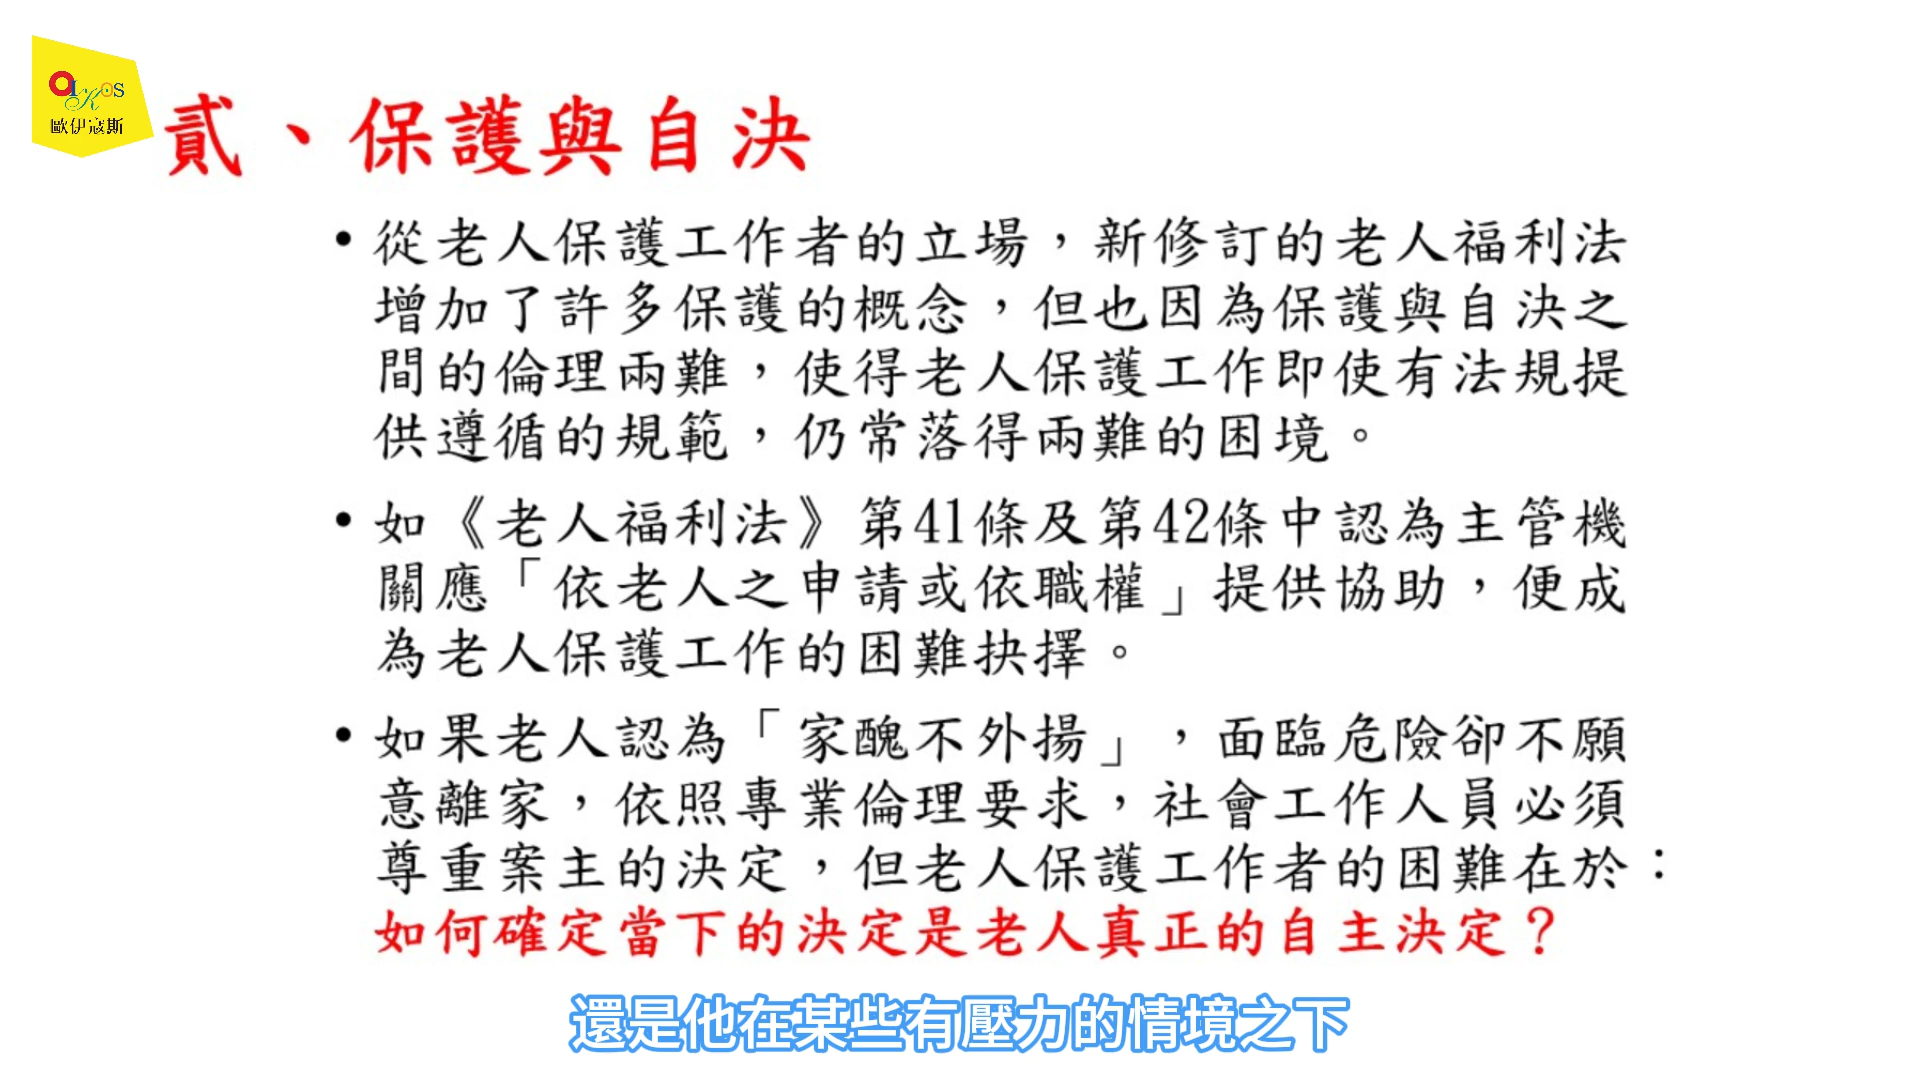 OIKOS
歐伊寇斯
貳、保護與自決
• 從老人保護工作者的立場，新修訂的老人福利法
增加了許多保護的概念，但也因為保護與自決之
間的倫理兩難，使得老人保護工作即使有法規提
供遵循的規範，仍常落得兩難的困境。
• 如《老人福利法》第41條及第42條中認為主管機
關應「依老人之申請或依職權」提供協助，便成
為老人保護工作的困難抉擇。
• 如果老人認為「家醜不外揚」，面臨危險卻不願
意離家，依照專業倫理要求，社會工作人員必須
尊重案主的決定，但老人保護工作者的困難在於：
如何確定當下的決定是老人真正的自主決定？
還是他在某些有壓力的情境之下